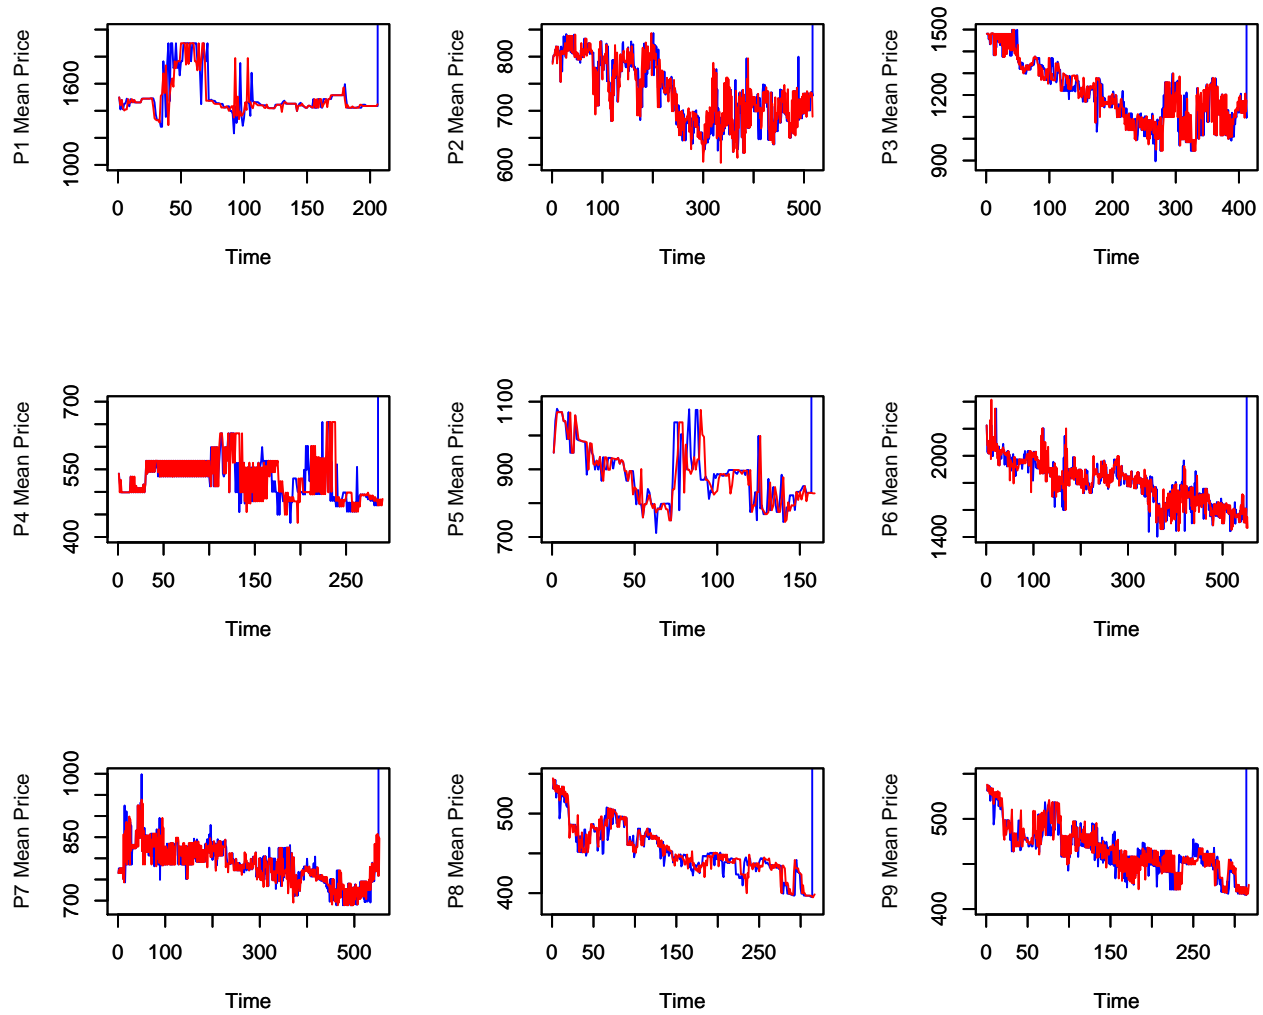 P1 Mean Price
1000 1600
0 50 100 150 200
Time
P2 Mean Price
600 700 800
0 100 300 500
Time
P3 Mean Price
900 1200 1500
0 100 200 300 400
Time
P4 Mean Price
400 550 700
0 50 150 250
Time
P5 Mean Price
700 900 1100
0 50 100 150
Time
P6 Mean Price
1400 2000
0 100 300 500
Time
P7 Mean Price
700 850 1000
0 100 300 500
Time
P8 Mean Price
400 500
0 50 150 250
Time
P9 Mean Price
400 500
0 50 150 250
Time